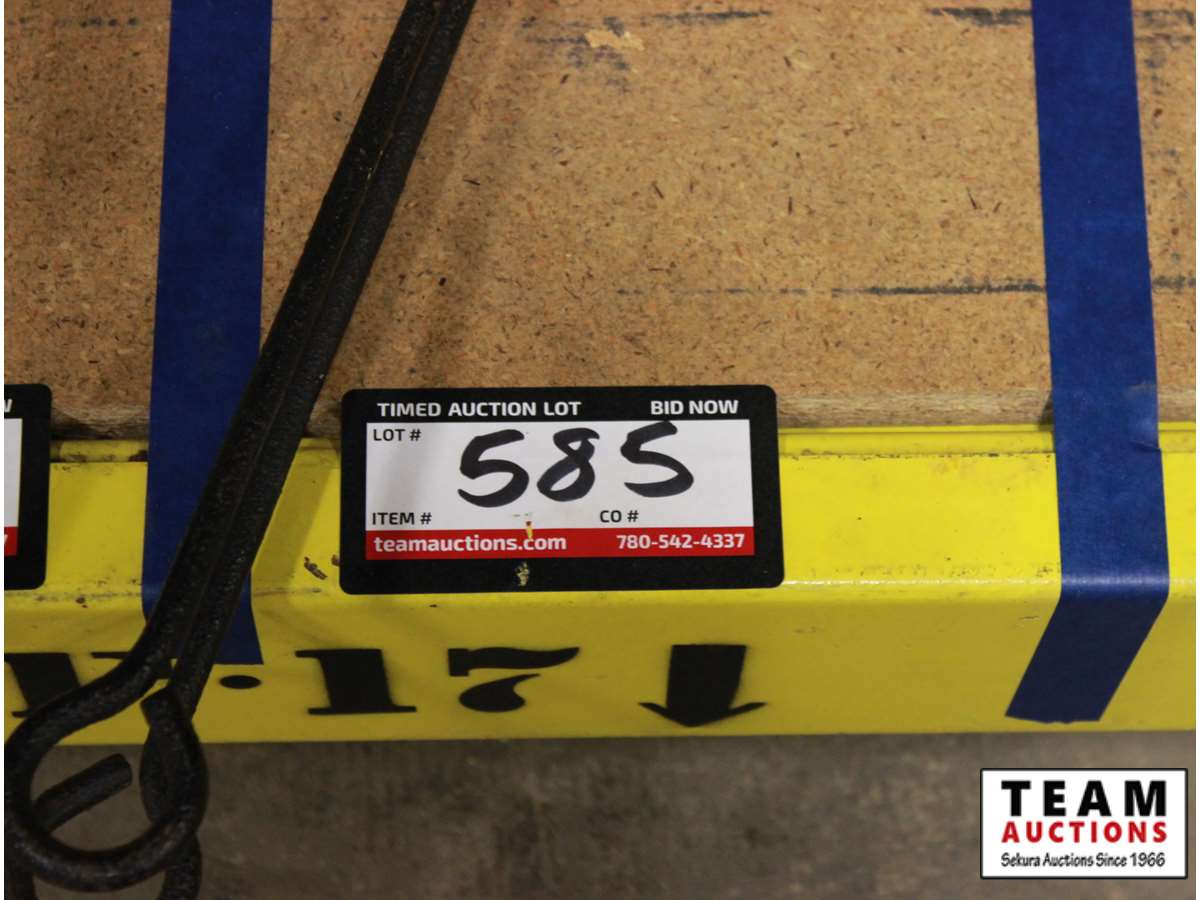 TIMED AUCTION LOT BID NOW
LOT # 585
ITEM # CO #
teamauctions.com 780-542-4337
17
TEAM
AUCTIONS
Sekura Auctions Since 1966